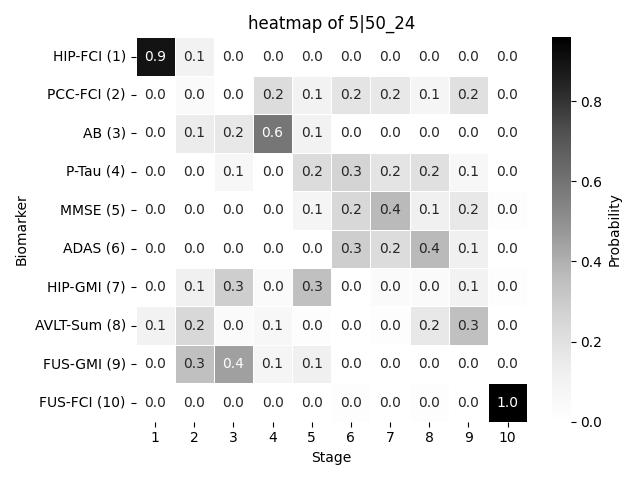 heatmap of 5|50_24
HIP-FCI (1) 0.9 0.1 0.0 0.0 0.0 0.0 0.0 0.0 0.0 0.0
PCC-FCI (2) 0.0 0.0 0.0 0.2 0.1 0.2 0.2 0.1 0.2 0.0
AB (3) 0.0 0.1 0.2 0.6 0.1 0.0 0.0 0.0 0.0 0.0
P-Tau (4) 0.0 0.0 0.1 0.0 0.2 0.3 0.2 0.2 0.1 0.0
MMSE (5) 0.0 0.0 0.0 0.0 0.1 0.2 0.4 0.1 0.2 0.0
ADAS (6) 0.0 0.0 0.0 0.0 0.0 0.3 0.2 0.4 0.1 0.0
HIP-GMI (7) 0.0 0.1 0.3 0.0 0.3 0.0 0.0 0.0 0.1 0.0
AVLT-Sum (8) 0.1 0.2 0.0 0.1 0.0 0.0 0.0 0.2 0.3 0.0
FUS-GMI (9) 0.0 0.3 0.4 0.1 0.1 0.0 0.0 0.0 0.0 0.0
FUS-FCI (10) 0.0 0.0 0.0 0.0 0.0 0.0 0.0 0.0 0.0 1.0
1 2 3 4 5 6 7 8 9 10
Stage
Biomarker
0.8
0.6
0.4
0.2
0.0
Probability